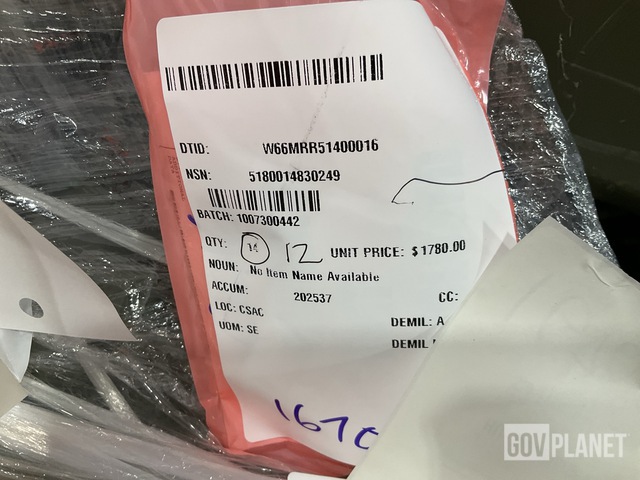 DTID: W66MRR51400016
NSN: 5180014830249
BATCH: 1007300442
QTY: 12 UNIT PRICE: $1780.00
NOUN: No Item Name Available
ACCUM: 202537 CC:
LOC: CSAC
UOM: SE DEMIL: A
DEMIL
GOVPLANET